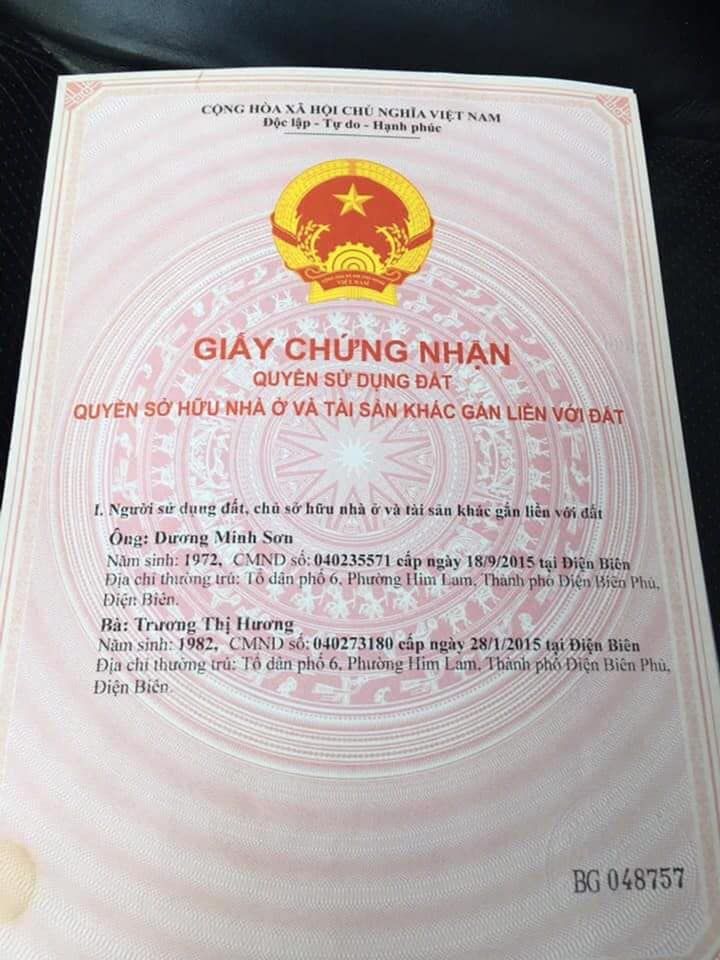 CỘNG HÒA XÃ HỘI CHỦ NGHĨA VIỆT NAM
Độc lập - Tự do - Hạnh phúc
VIỆT NAM
GIẤY CHỨNG NHẬN
QUYỀN SỬ DỤNG ĐẤT
QUYỀN SỞ HỮU NHÀ Ở VÀ TÀI SẢN KHÁC GẮN LIỀN VỚI ĐẤT
I. Người sử dụng đất, chủ sở hữu nhà ở và tài sản khác gắn liền với đất
Ông: Dương Minh Sơn
Năm sinh: 1972, CMND số: 040235571 cấp ngày 18/9/2015 tại Điện Biên
Địa chỉ thường trú: Tổ dân phố 6, Phường Him Lam, Thành phố Điện Biên Phủ,
Điện Biên.
Bà: Trương Thị Hương
Năm sinh: 1982, CMND số: 040273180 cấp ngày 28/1/2015 tại Điện Biên
Địa chỉ thường trú: Tổ dân phố 6, Phường Him Lam, Thành phố Điện Biên Phủ,
Điện Biên.
BG 048757